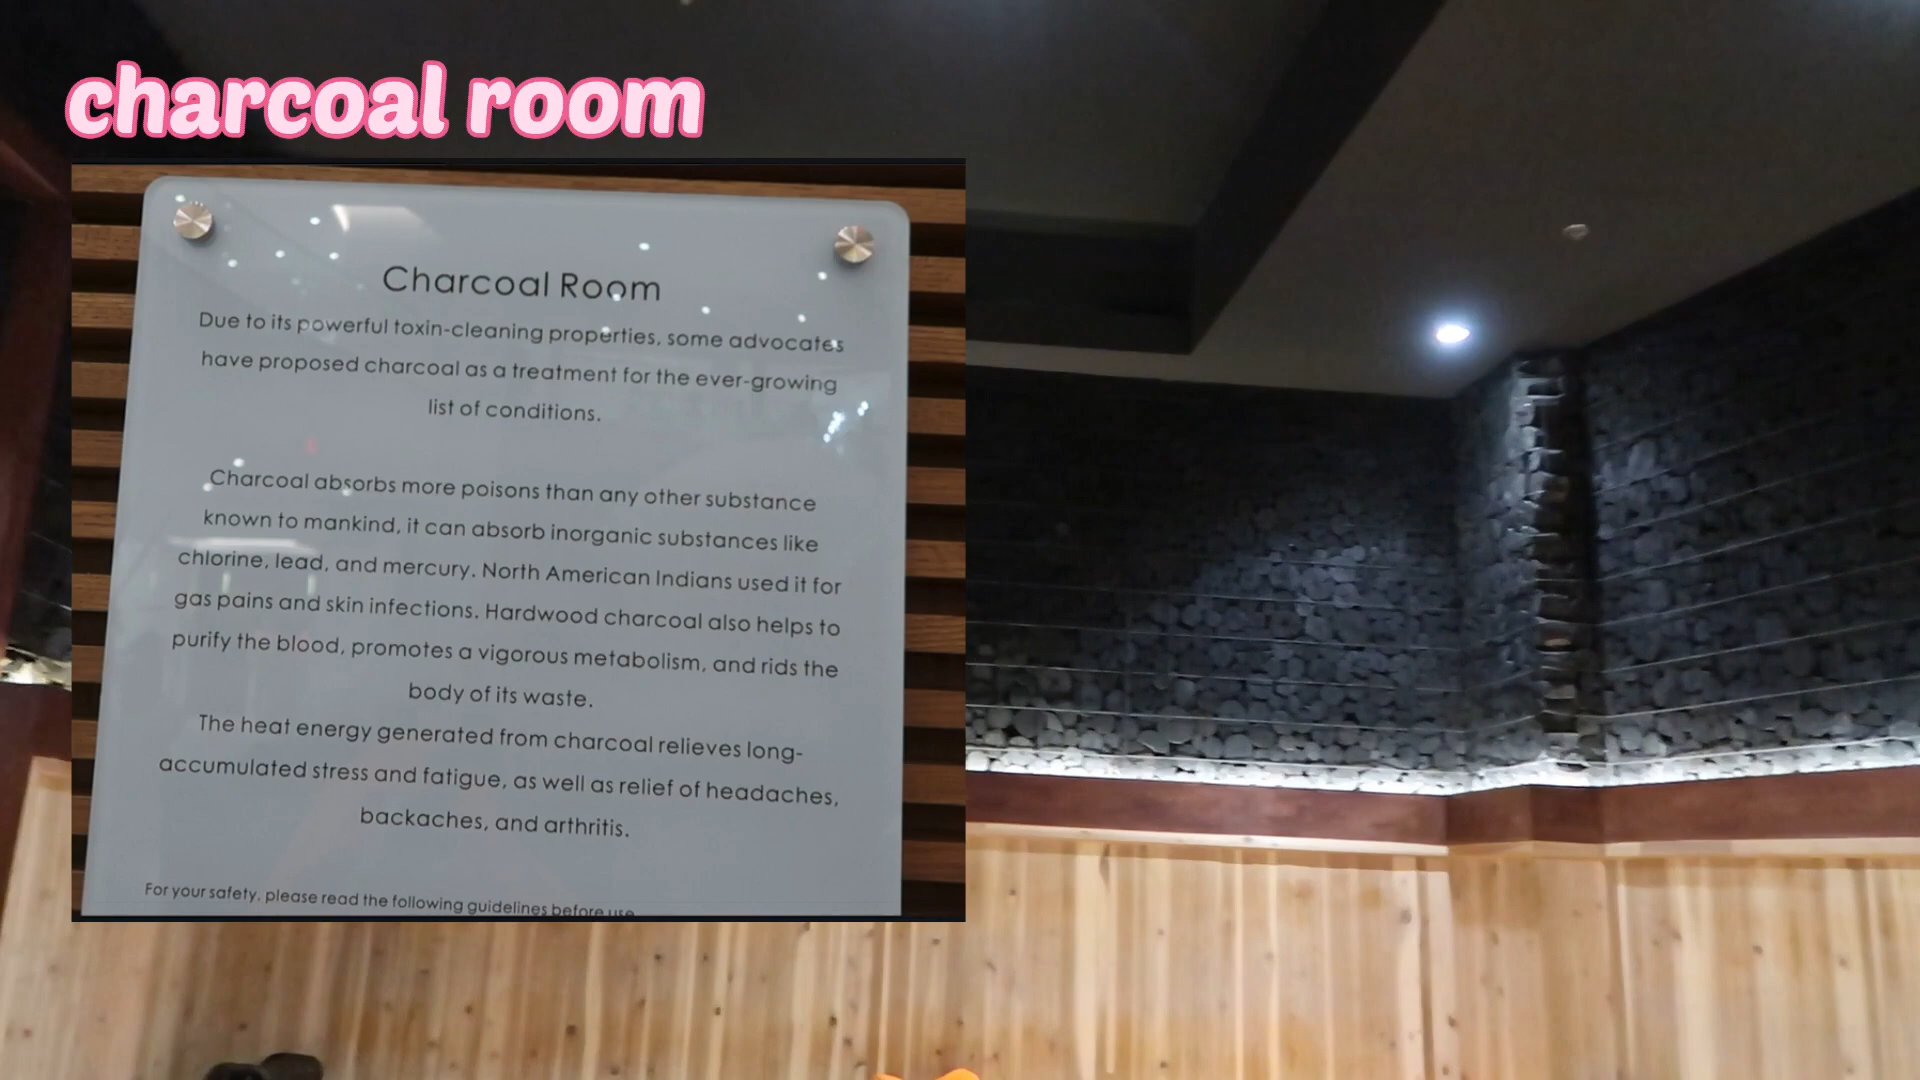 charcoal room
Charcoal Room
Due to its powerful toxin-cleaning properties, some advocates
have proposed charcoal as a treatment for the ever-growing
list of conditions.
Charcoal absorbs more poisons than any other substance
known to mankind, it can absorb inorganic substances like
chlorine, lead, and mercury. North American Indians used it for
gas pains and skin infections. Hardwood charcoal also helps to
purify the blood, promotes a vigorous metabolism, and rids the
body of its waste.
The heat energy generated from charcoal relieves long-
accumulated stress and fatigue, as well as relief of headaches,
backaches, and arthritis.
For your safety, please read the following guidelines before use